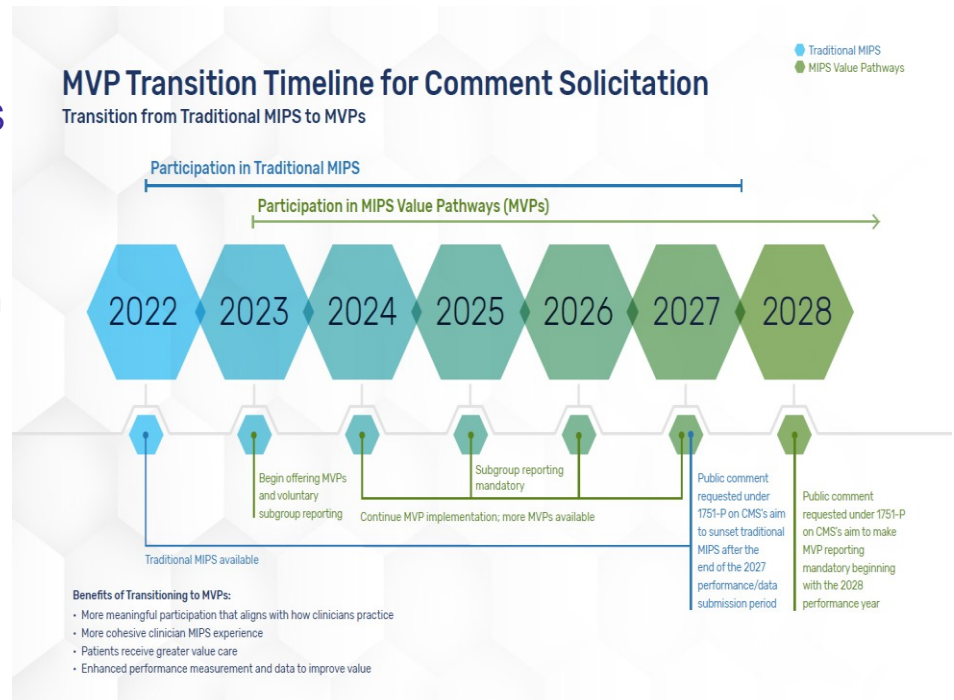 Traditional MIPS
MIPS Value Pathways
MVP Transition Timeline for Comment Solicitation
Transition from Traditional MIPS to MVPs
s
Participation in Traditional MIPS
Participation in MIPS Value Pathways (MVPs)
2022 2023 2024 2025 2026 2027 2028
Begin offering MVPs
and voluntary
subgroup reporting
Subgroup reporting
mandatory
Continue MVP implementation; more MVPs available
Traditional MIPS available
Public comment
requested under
1751-P on CMS's aim
to sunset traditional
MIPS after the
end of the 2027
performance/data
submission period
Public comment
requested under 1751-P
on CMS's aim to make
MVP reporting
mandatory beginning
with the 2028
performance year
Benefits of Transitioning to MVPs:
• More meaningful participation that aligns with how clinicians practice
• More cohesive clinician MIPS experience
• Patients receive greater value care
• Enhanced performance measurement and data to improve value